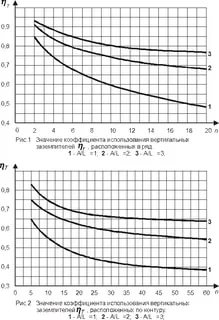 ηг
0,9
0,8
0,7
0,6
0,5
0,4
3
2
1
0 2 4 6 8 10 12 14 16 18 20 n
Рис 1 Значение коэффициента использования вертикальных
заземлителей ηг, расположенных в ряд.
1 - A/L =1; 2 - A/L =2; 3 - A/L =3.
ηг
0,8
0,7
0,6
0,5
0,4
0,3
3
2
1
0 5 10 15 20 25 30 35 40 45 50 55 60 n
Рис 2 Значение коэффициента использования вертикальных
заземлителей ηг, расположенных по контуру.
1 - A/L =1; 2 - A/L =2; 3 - A/L =3;